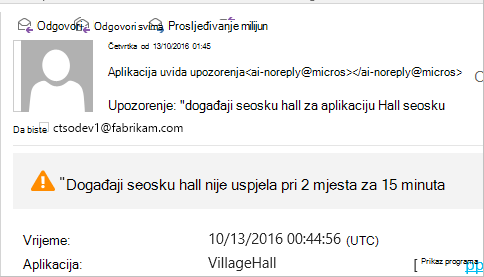 Odgovori Odgovori svima Prosljeđivanje milijun
Četvrtka od 13/10/2016 01:45
Aplikacija uvida upozorenja<ai-noreply@micros></ai-noreply@micros>
Upozorenje: "događaji seosku hall za aplikaciju Hall seosku
Da biste ctsodev1@fabrikam.com
"Događaji seosku hall nije uspjela pri 2 mjesta za 15 minuta
Vrijeme: 10/13/2016 00:44:56 (UTC)
Aplikacija: VillageHall [ Prikaz programa